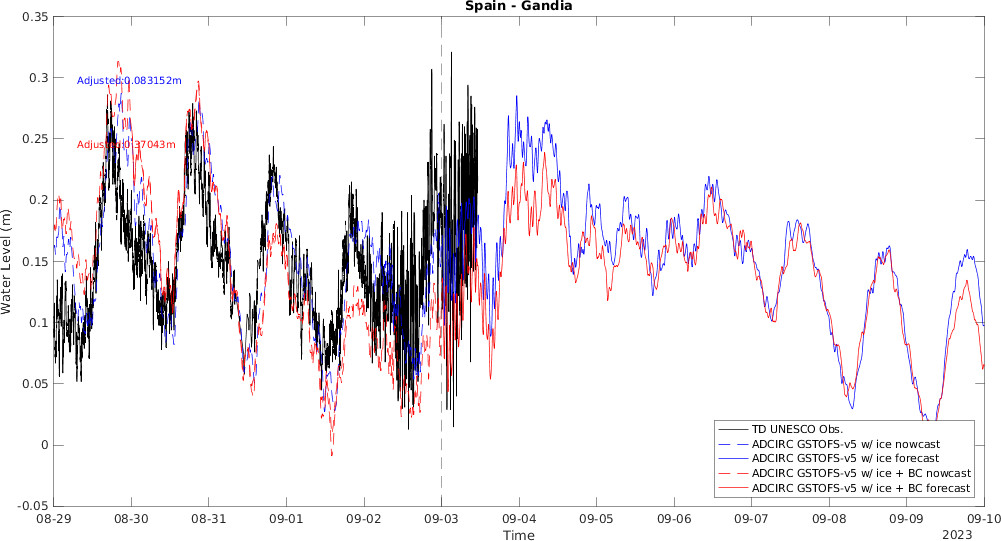 Spain - Gandia
0.35
0.3
0.25
0.2
0.15
0.1
0.05
0
-0.05
Water Level (m)
Adjusted:0.083152m
Adjusted:0.37043m
TD UNESCO Obs.
ADCIRC GSTOFS-v5 w/ ice nowcast
ADCIRC GSTOFS-v5 w/ ice forecast
ADCIRC GSTOFS-v5 w/ ice + BC nowcast
ADCIRC GSTOFS-v5 w/ ice + BC forecast
08-29 08-30 08-31 09-01 09-02 09-03 09-04 09-05 09-06 09-07 09-08 09-09 09-10
Time
2023